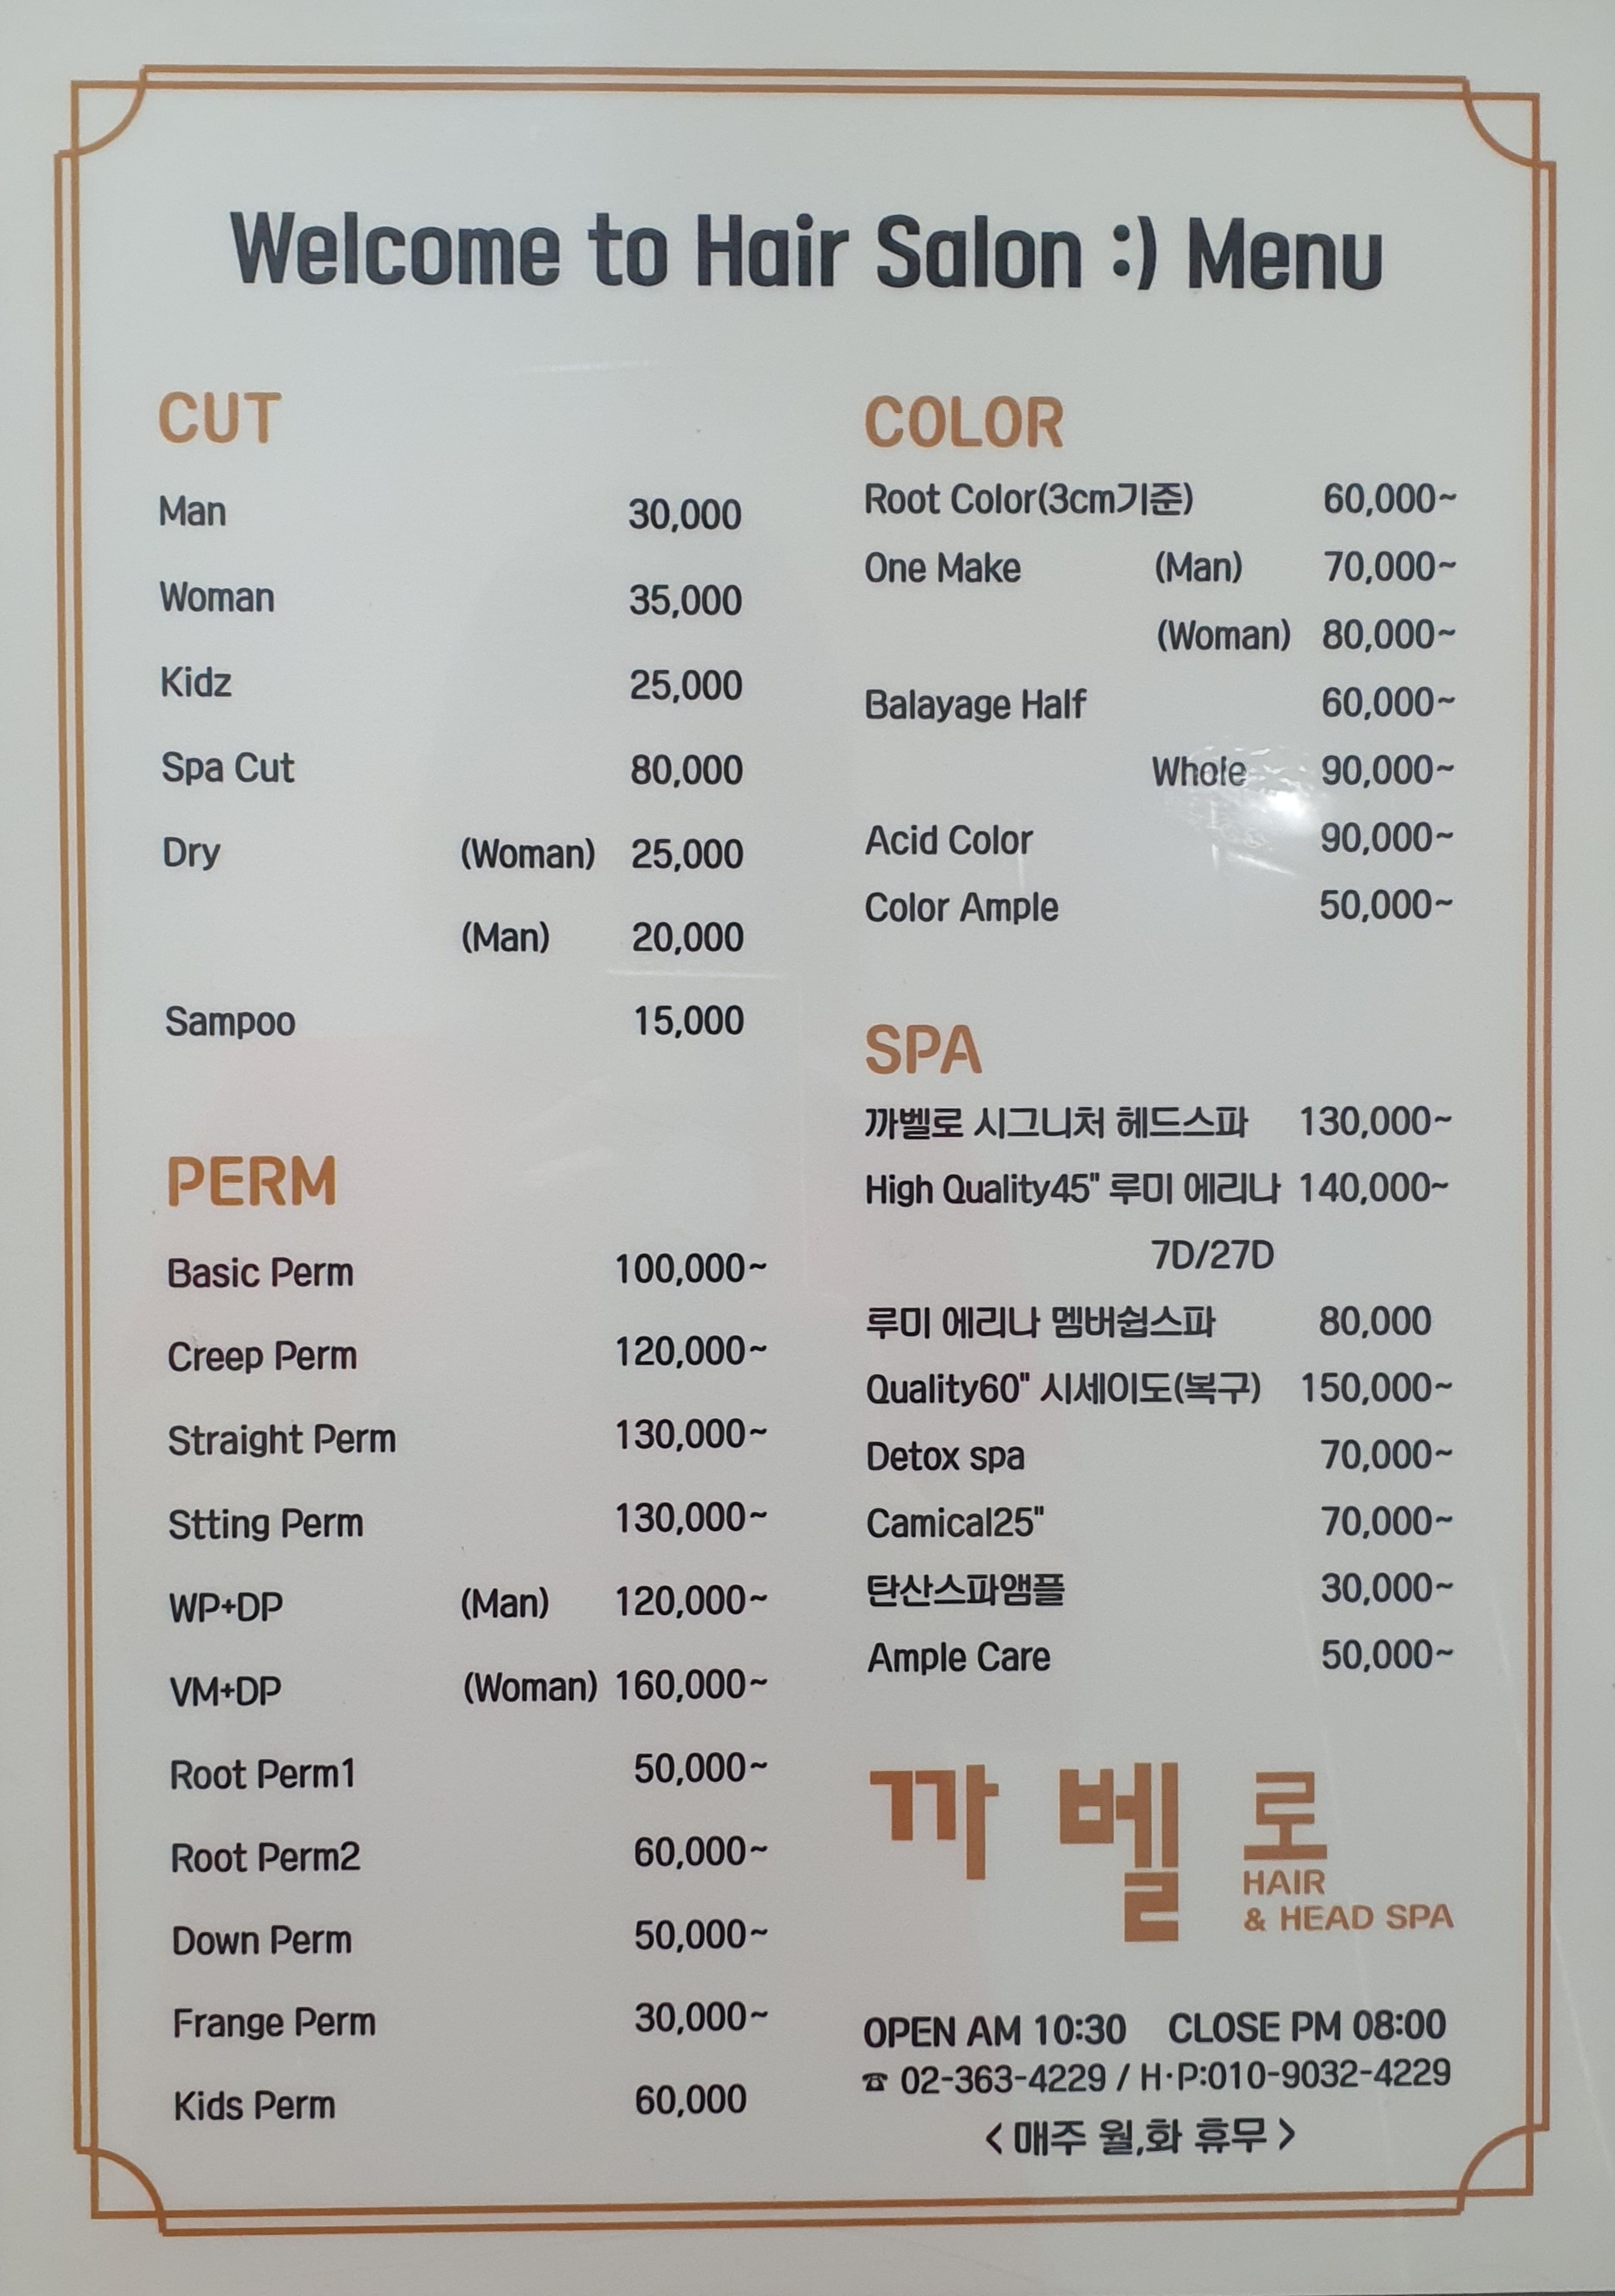 Welcome to Hair Salon :) Menu
CUT
Man 30,000
Woman 35,000
Kidz 25,000
Spa Cut 80,000
Dry (Woman) 25,000
(Man) 20,000
Sampoo 15,000
PERM
Basic Perm 100,000~
Creep Perm 120,000~
Straight Perm 130,000~
Stting Perm 130,000~
WP+DP (Man) 120,000~
VM+DP (Woman) 160,000~
Root Perm1 50,000~
Root Perm2 60,000~
Down Perm 50,000~
Frange Perm 30,000~
Kids Perm 60,000
COLOR
Root Color(3cm기준) 60,000~
One Make (Man) 70,000~
(Woman) 80,000~
Balayage Half 60,000~
Whole 90,000~
Acid Color 90,000~
Color Ample 50,000~
SPA
까벨로 시그니처 헤드스파 130,000~
High Quality45" 루미 에리나 140,000~
7D/27D
루미 에리나 멤버쉽스파 80,000
Quality60" 시세이도(복구) 150,000~
Detox spa 70,000~
Camical25" 70,000~
탄산스파앰플 30,000~
Ample Care 50,000~
까벨로
HAIR
& HEAD SPA
OPEN AM 10:30 CLOSE PM 08:00
☎ 02-363-4229 / H·P:010-9032-4229
< 매주 월,화 휴무 >